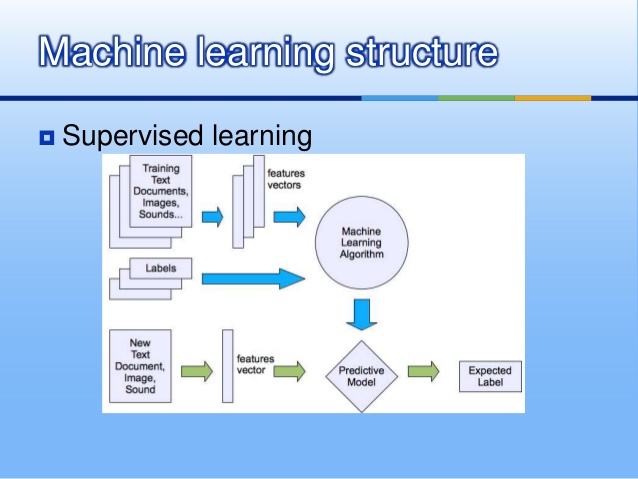 Machine learning structure
Supervised learning
Training
Text
Documents,
Images,
Sounds...
features
vectors
Machine
Learning
Algorithm
Labels
New
Text
Document,
Image,
Sound
features
vector
Predictive
Model
Expected
Label